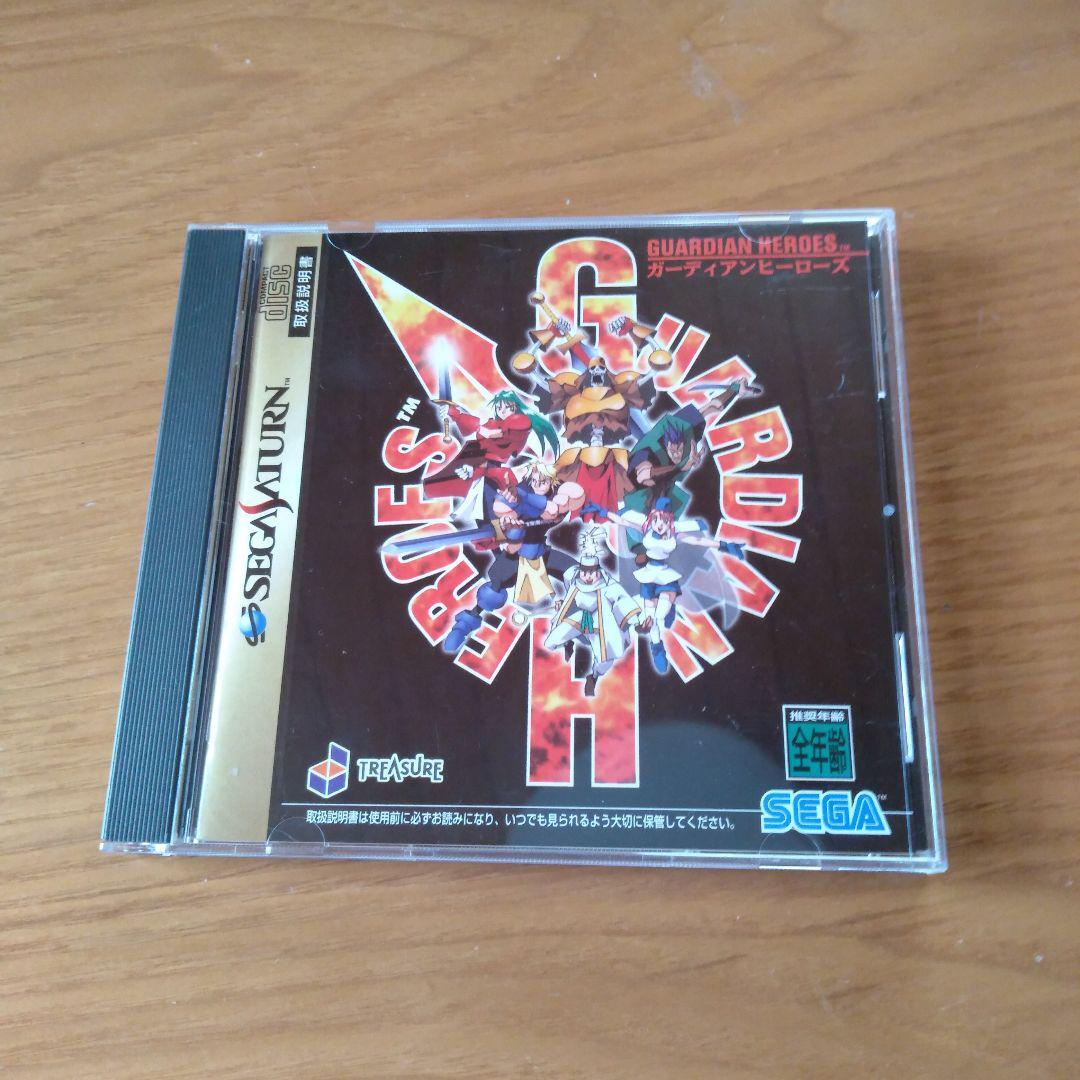 COMPACT
disc
取扱説明書
SEGA SATURN™
GUARDIAN HEROES™
ガーディアンヒーローズ
GUARDIAN
HEROES™
TREASURE
推奨年齢
全年齢
SEGA™
取扱説明書は使用前に必ずお読みになり、いつでも見られるよう大切に保管してください。